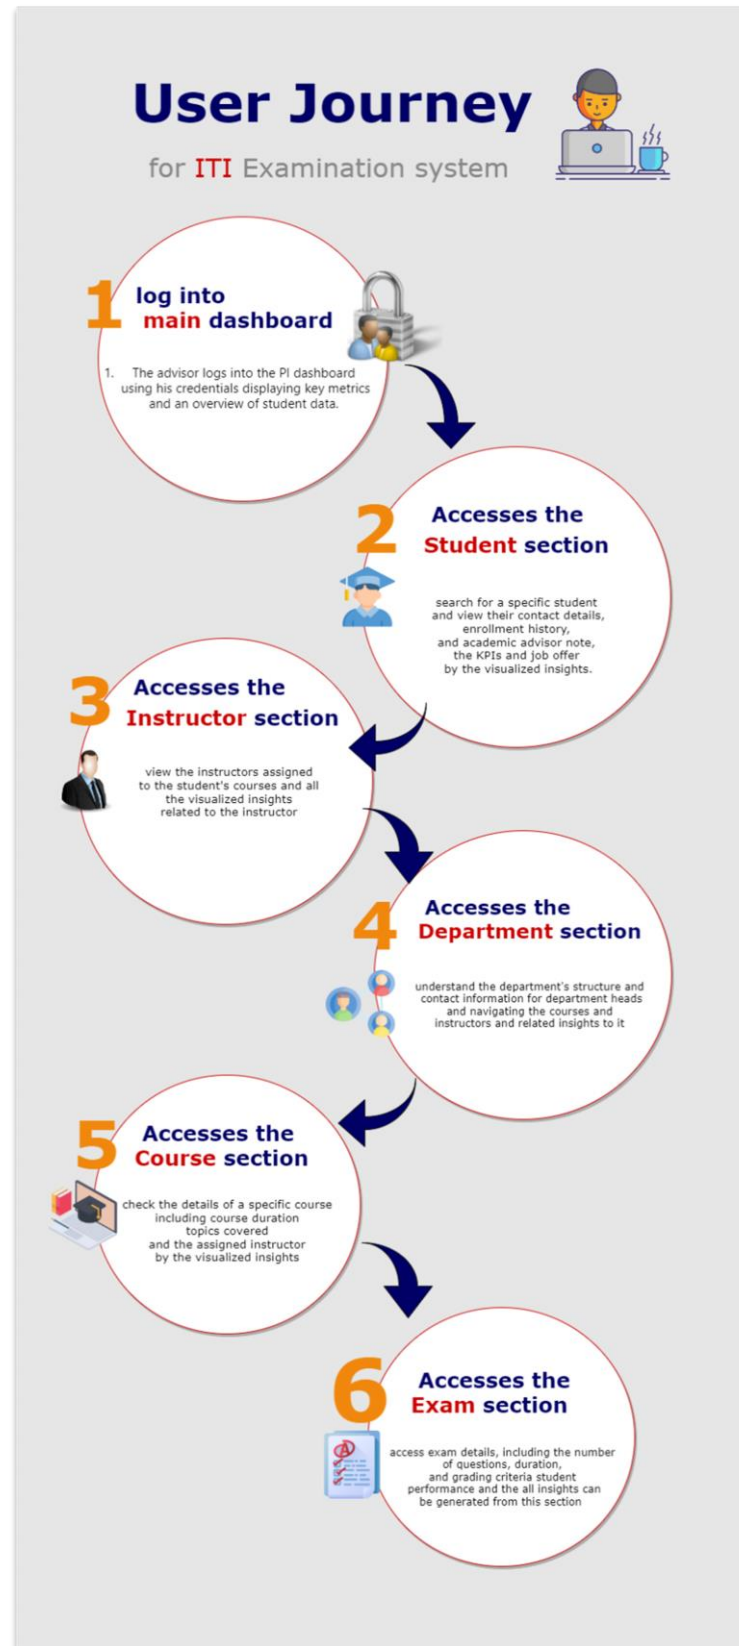 User Journey
for ITI Examination system
1
log into
main dashboard
1. The advisor logs into the PI dashboard
using his credentials displaying key metrics
and an overview of student data.
2
Accesses the
Student section
search for a specific student
and view their contact details,
enrollment history,
and academic advisor note,
the KPIs and job offer
by the visualized insights.
3
Accesses the
Instructor section
view the instructors assigned
to the student's courses and all
the visualized insights
related to the instructor
4
Accesses the
Department section
understand the department's structure and
contact information for department heads
and navigating the courses and
instructors and related insights to it
5
Accesses the
Course section
check the details of a specific course
including course duration
topics covered
and the assigned instructor
by the visualized insights
6
Accesses the
Exam section
access exam details, including the number
of questions, duration,
and grading criteria student
performance and the all insights can
be generated from this section
A